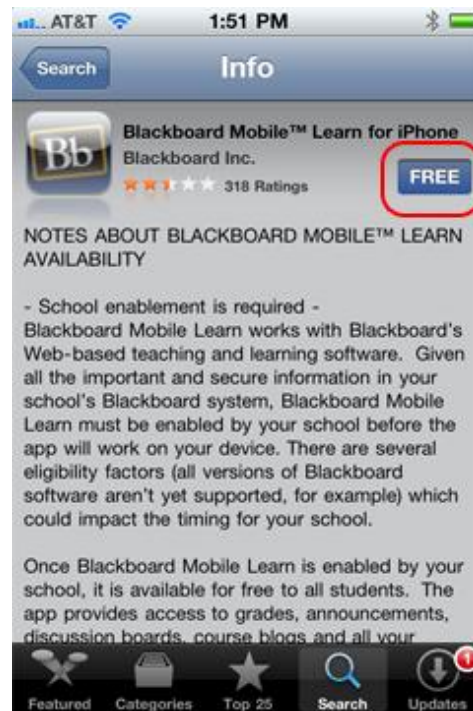 AT&T 1:51 PM
Search Info
Bb
Blackboard Mobile™ Learn for iPhone
Blackboard Inc.
318 Ratings
FREE
NOTES ABOUT BLACKBOARD MOBILE™ LEARN
AVAILABILITY
- School enablement is required -
Blackboard Mobile Learn works with Blackboard's
Web-based teaching and learning software. Given
all the important and secure information in your
school's Blackboard system, Blackboard Mobile
Learn must be enabled by your school before the
app will work on your device. There are several
eligibility factors (all versions of Blackboard
software aren't yet supported, for example) which
could impact the timing for your school.
Once Blackboard Mobile Learn is enabled by your
school, it is available for free to all students. The
app provides access to grades, announcements,
discussion boards, course blogs and all your
1
Featured Categories Top 25 Search Updates